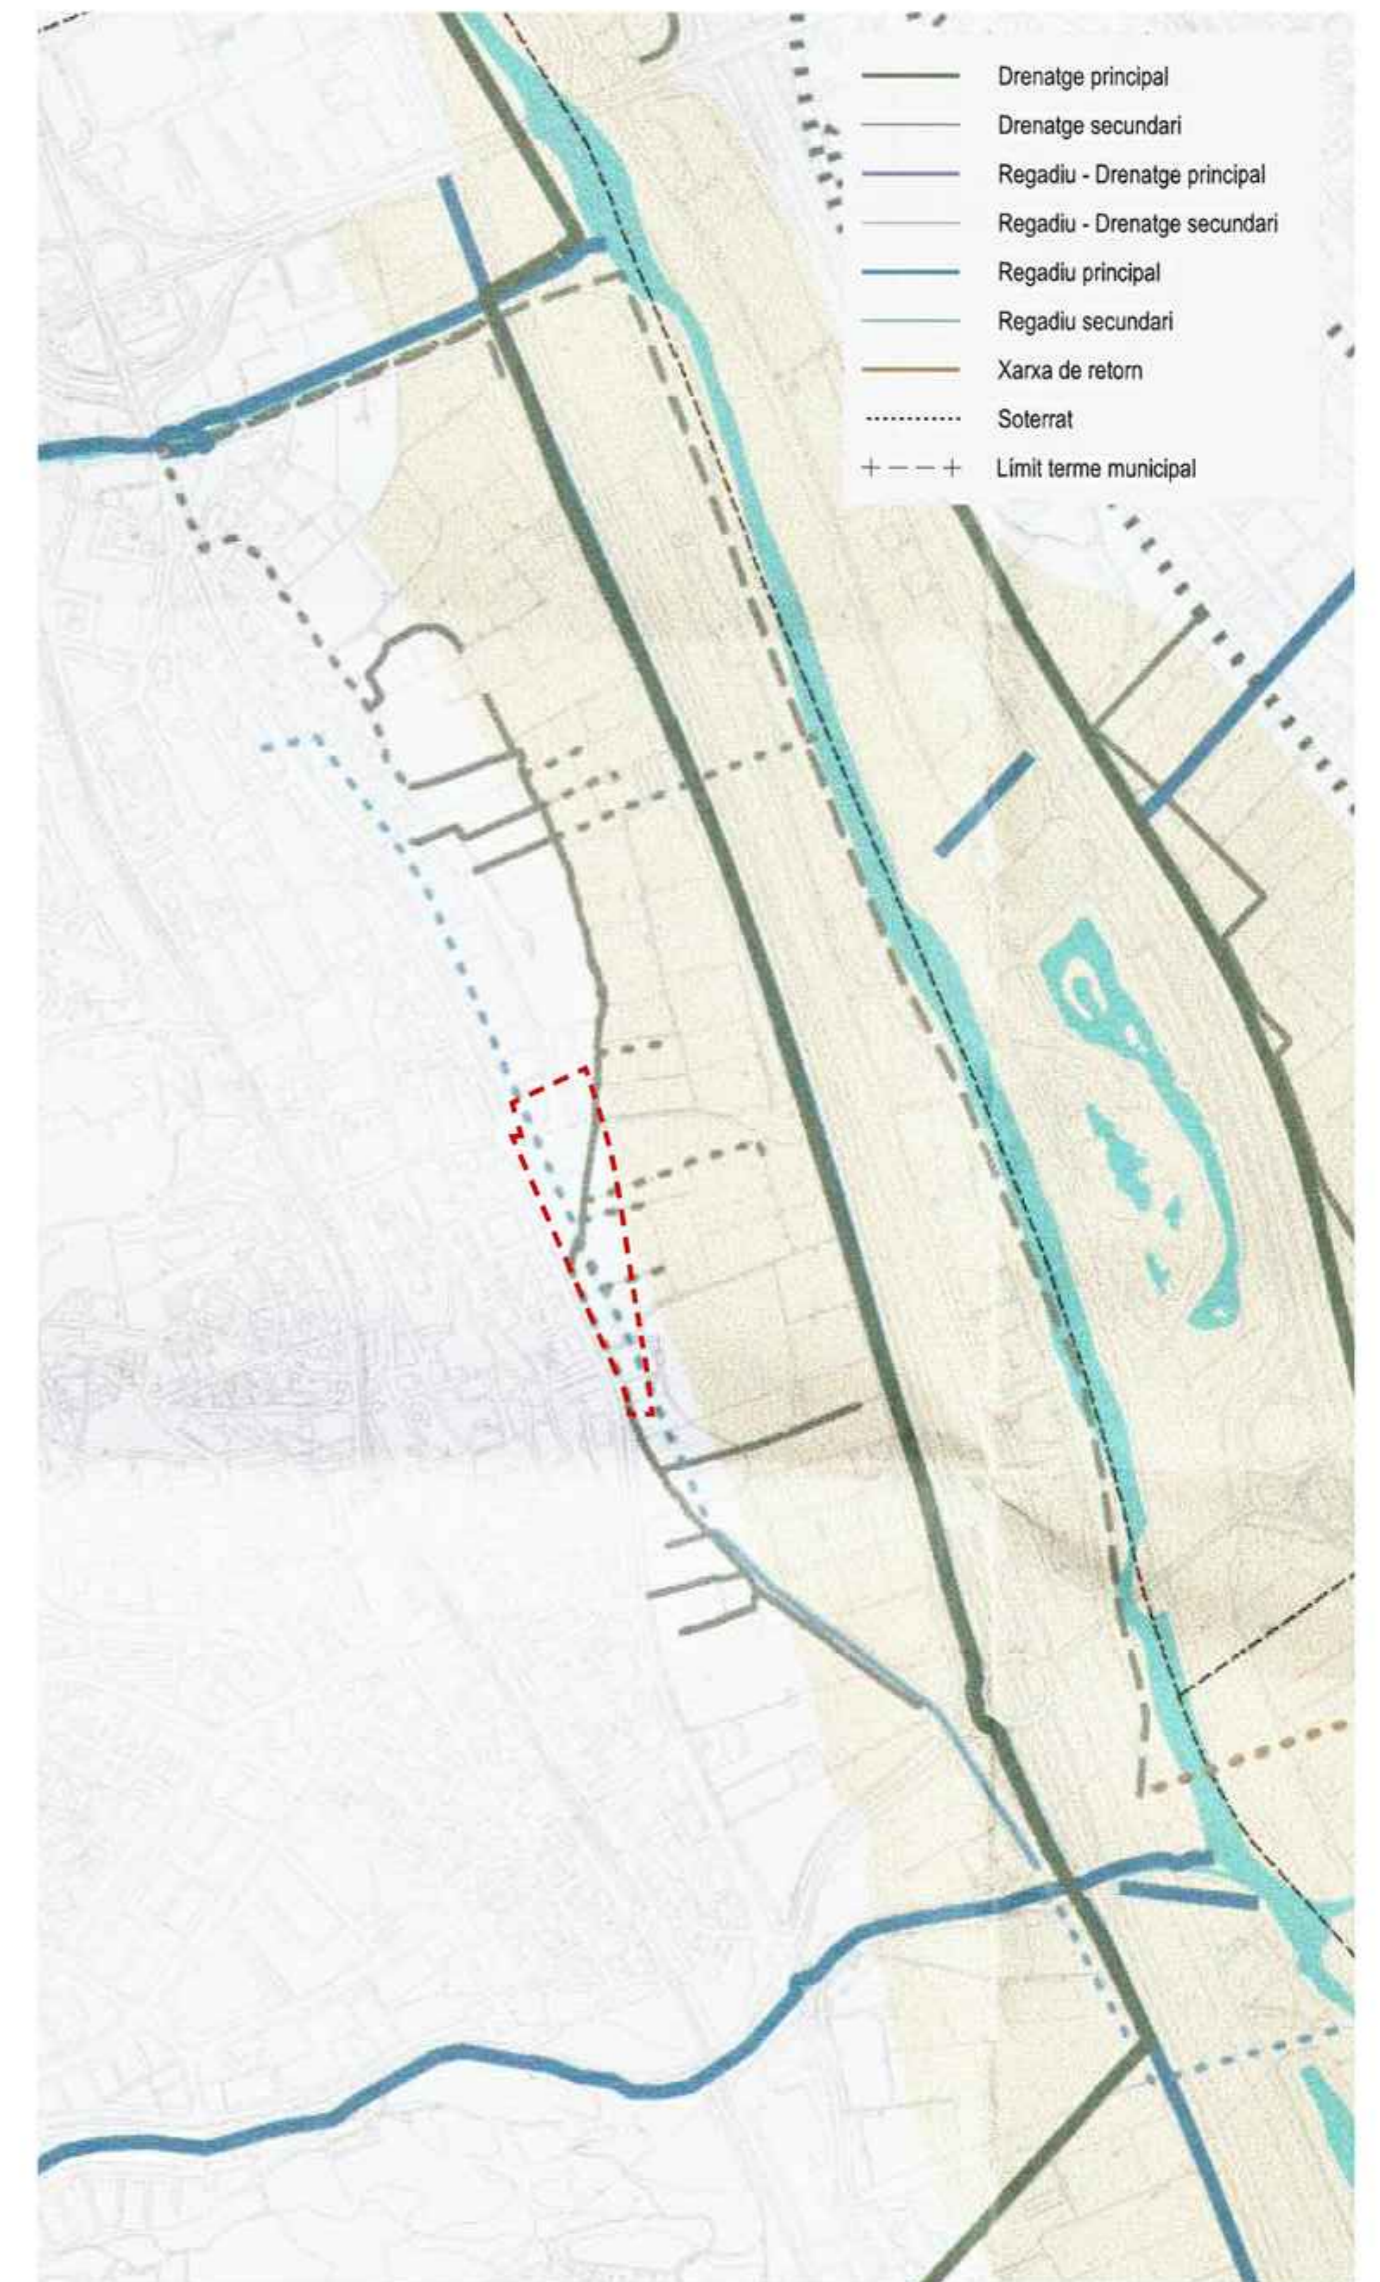 Drenatge principal
Drenatge secundari
Regadiu - Drenatge principal
Regadiu - Drenatge secundari
Regadiu principal
Regadiu secundari
Xarxa de retorn
Soterrat
Límit terme municipal